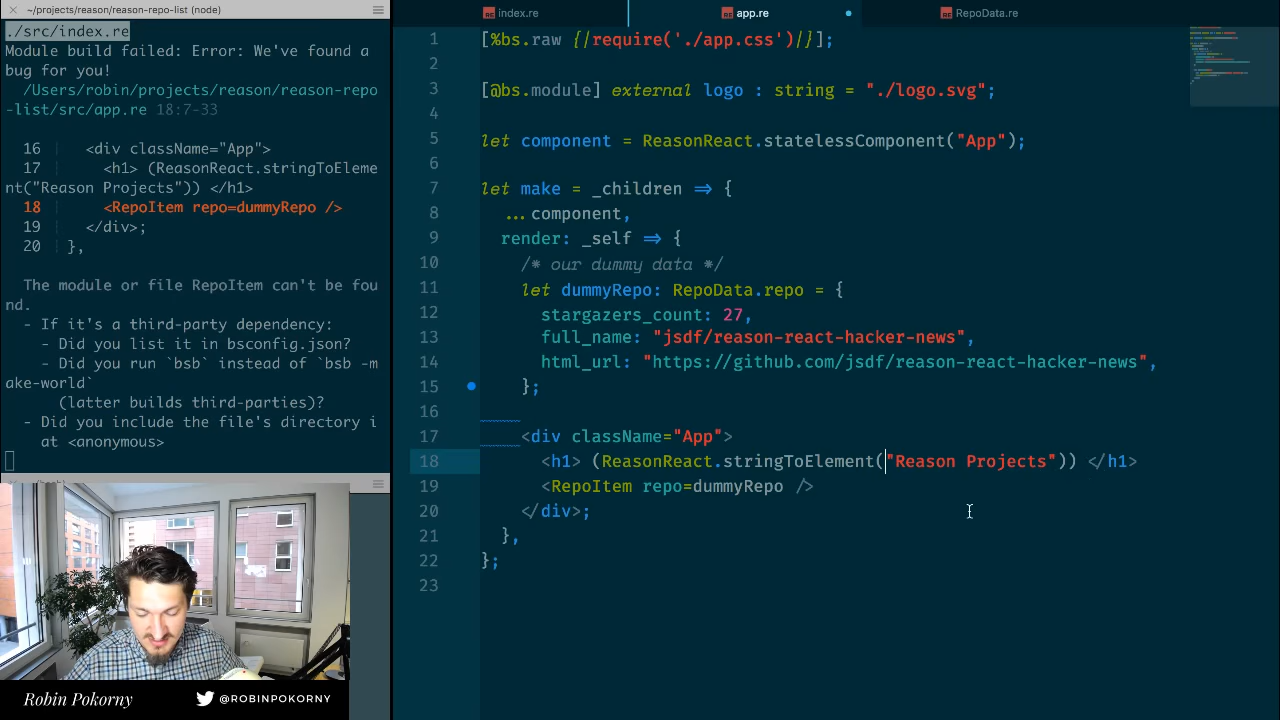 ~/projects/reason/reason-repo-list (node)
./src/index.re
Module build failed: Error: We've found a
bug for you!
/Users/robin/projects/reason/reason-repo
-list/src/app.re 18:7-33
16 <div className="App">
17 <h1> (ReasonReact.stringToEleme
nt("Reason Projects")) </h1>
18 <RepoItem repo=dummyRepo />
19 </div>;
20 },
The module or file RepoItem can't be fou
nd.
- If it's a third-party dependency:
- Did you list it in bsconfig.json?
- Did you run `bsb` instead of `bsb -m
ake-world`
(latter builds third-parties)?
- Did you include the file's directory i
at <anonymous>
Robin Pokorny
@ROBINPOKORNY
index.re
app.re
RepoData.re
1 [%bs.raw {|require('./app.css')|}];
2
3 [@bs.module] external logo : string = "./logo.svg";
4
5 let component = ReasonReact.statelessComponent("App");
6
7 let make = _children => {
8 ...component,
9 render: _self => {
10 /* our dummy data */
11 let dummyRepo: RepoData.repo = {
12 stargazers_count: 27,
13 full_name: "jsdf/reason-react-hacker-news",
14 html_url: "https://github.com/jsdf/reason-react-hacker-news",
15 };
16
17 <div className="App">
18 <h1> (ReasonReact.stringToElement("Reason Projects")) </h1>
19 <RepoItem repo=dummyRepo />
20 </div>;
21 },
22 };
23